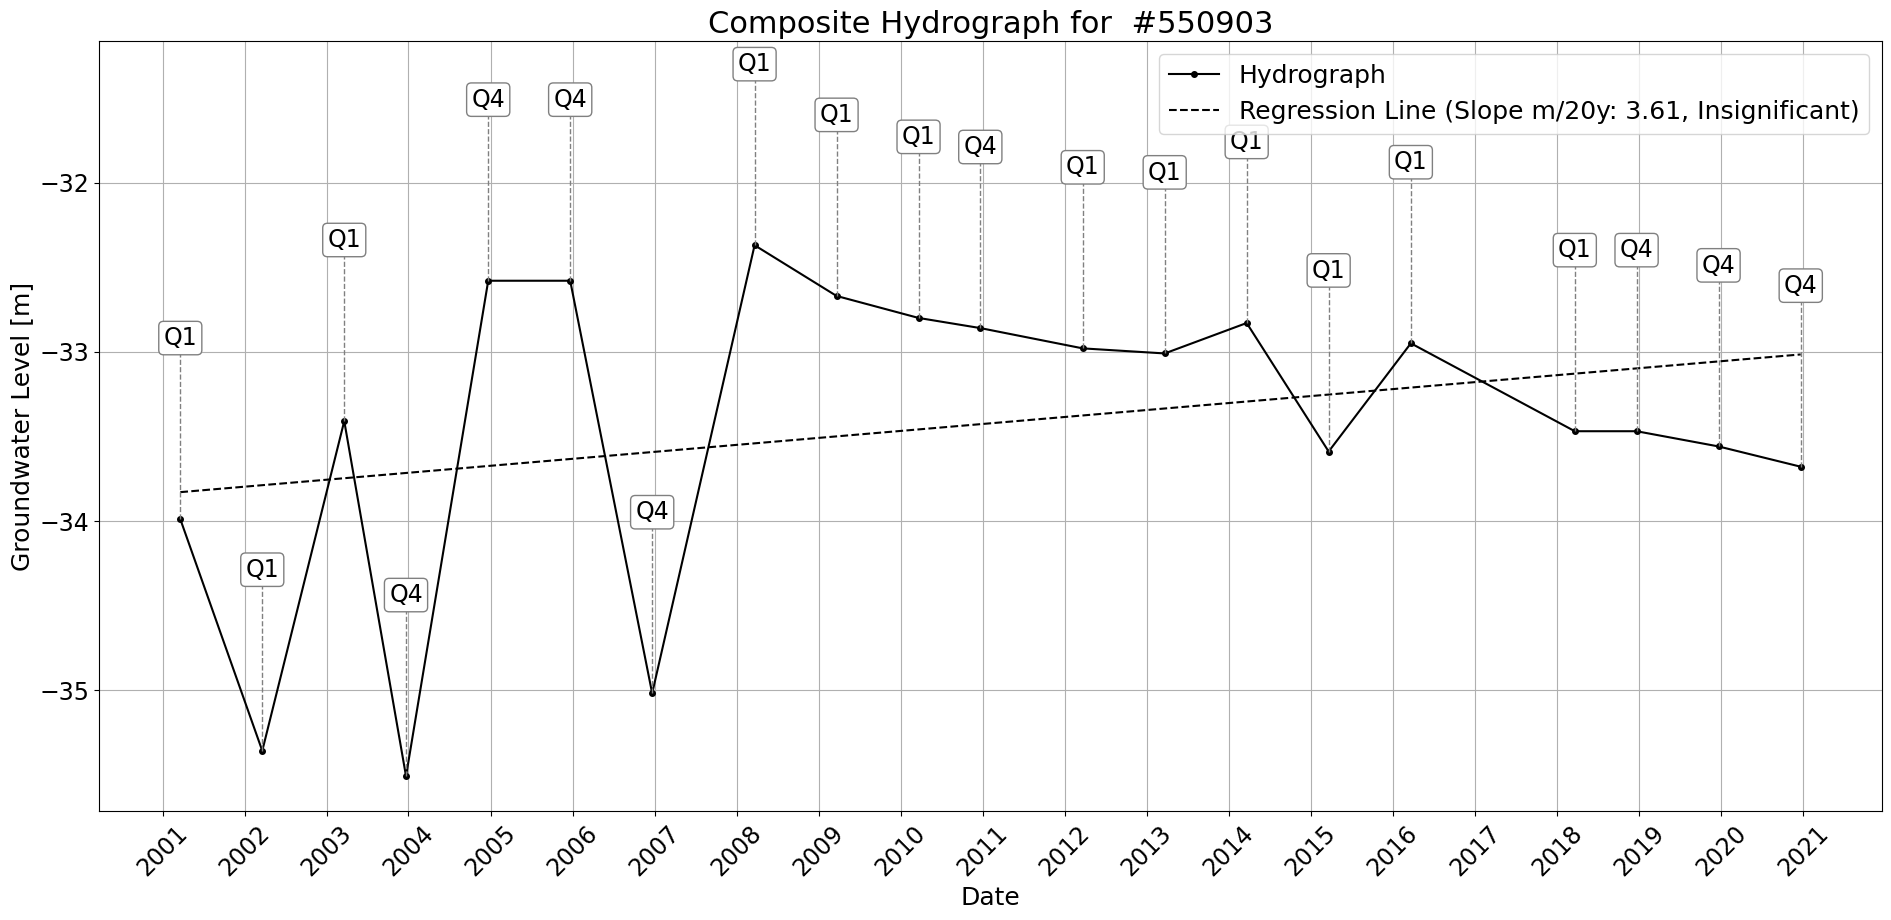 Composite Hydrograph for  #550903
Hydrograph
Regression Line (Slope m/20y: 3.61, Insignificant)
Groundwater Level [m]
−32
−33
−34
−35
Q1
Q1
Q1
Q4
Q4
Q4
Q4
Q1
Q1
Q1
Q4
Q1
Q1
Q1
Q1
Q1
Q1
Q4
Q4
Q4
2001
2002
2003
2004
2005
2006
2007
2008
2009
2010
2011
2012
2013
2014
2015
2016
2017
2018
2019
2020
2021
Date